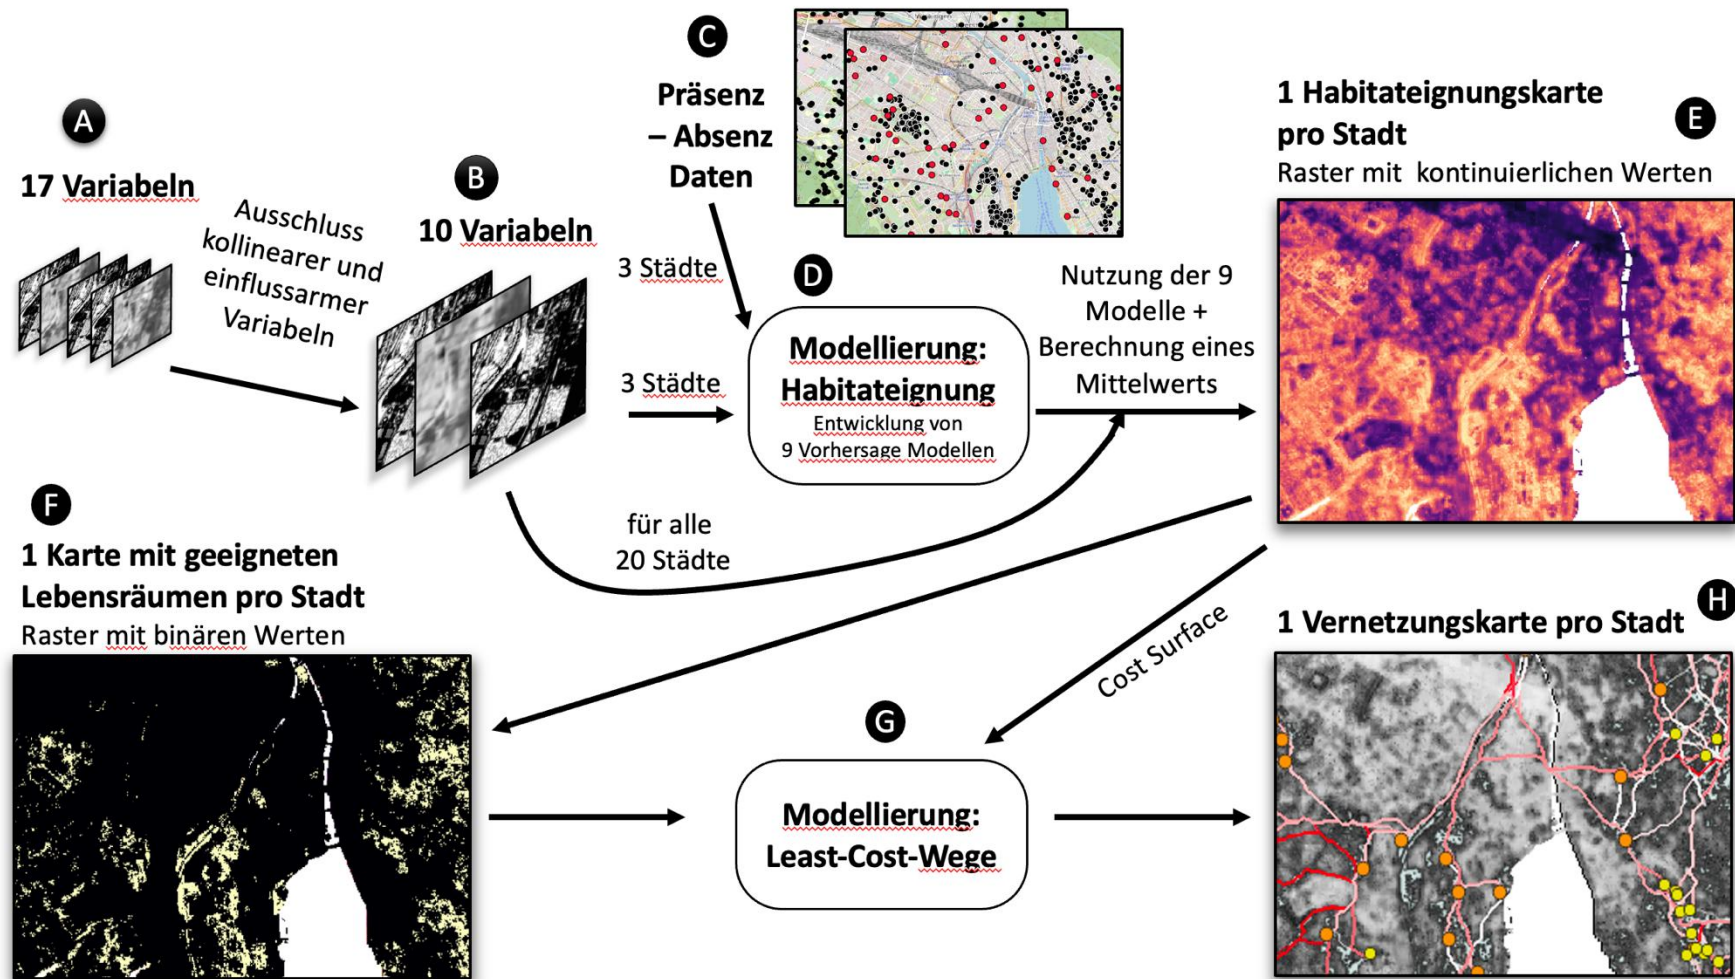 A
17 Variabeln
Ausschluss
kollinearer und
einflussarmer
Variabeln
B
10 Variabeln
C
Präsenz
– Absenz
Daten
3 Städte
3 Städte
D
Modellierung:
Habitateignung
Entwicklung von
9 Vorhersage Modellen
Nutzung der 9
Modelle +
Berechnung eines
Mittelwerts
für alle
20 Städte
1 Habitateignungskarte
pro Stadt
E
Raster mit kontinuierlichen Werten
F
1 Karte mit geeigneten
Lebensräumen pro Stadt
Raster mit binären Werten
Cost Surface
G
Modellierung:
Least-Cost-Wege
H
1 Vernetzungskarte pro Stadt